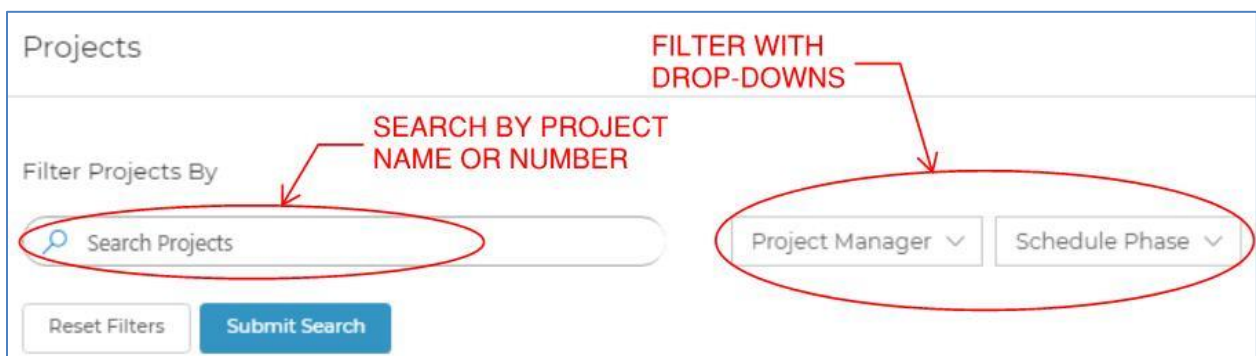 Projects
FILTER WITH
DROP-DOWNS
SEARCH BY PROJECT
NAME OR NUMBER
Filter Projects By
Search Projects
Project Manager
Schedule Phase
Reset Filters
Submit Search